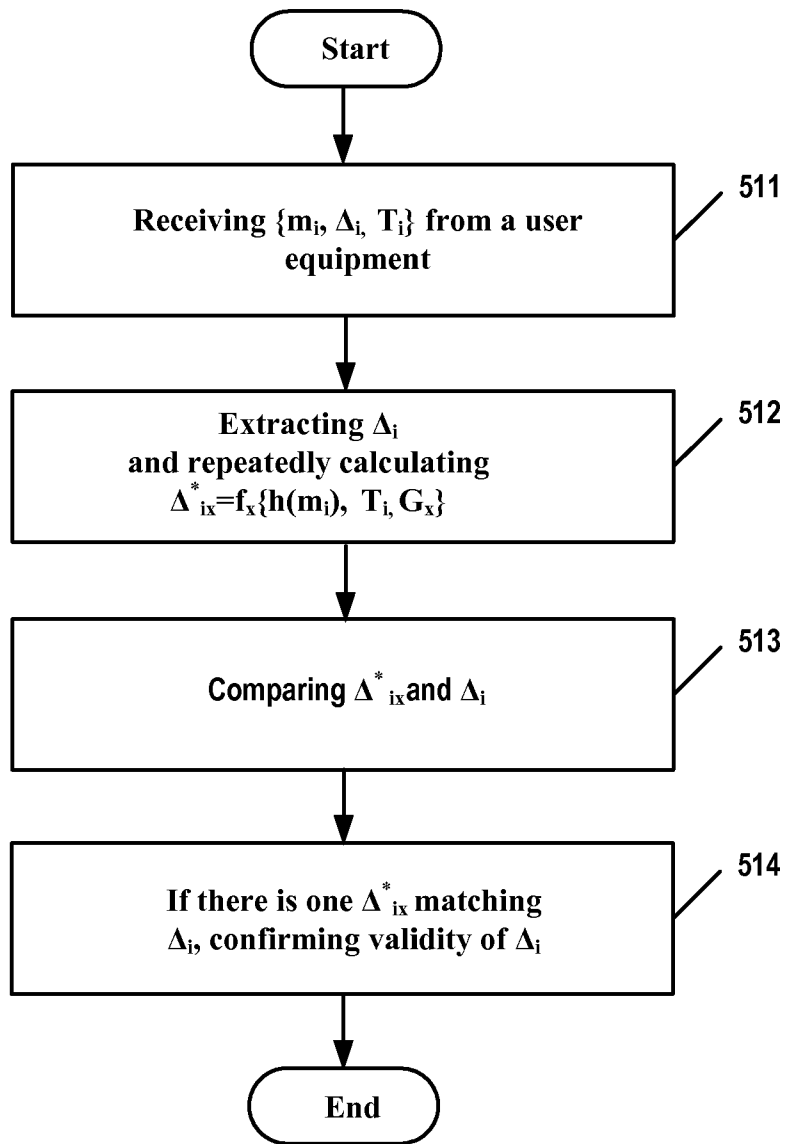 Start
511
Receiving {mᵢ, Δᵢ, Tᵢ} from a user
equipment
512
Extracting Δᵢ
and repeatedly calculating
Δ*ᵢₓ=fₓ{h(mᵢ), Tᵢ, Gₓ}
513
Comparing Δ*ᵢₓ and Δᵢ
514
If there is one Δ*ᵢₓ matching
Δᵢ, confirming validity of Δᵢ
End